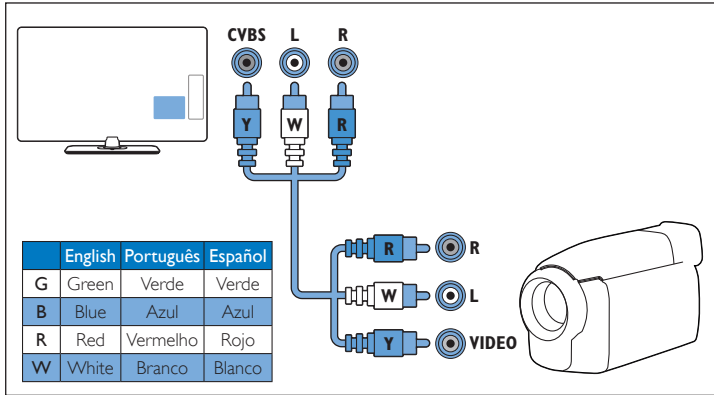 CVBS L R
Y W R
R R
W L
Y VIDEO
English Português Español
G Green Verde Verde
B Blue Azul Azul
R Red Vermelho Rojo
W White Branco Blanco